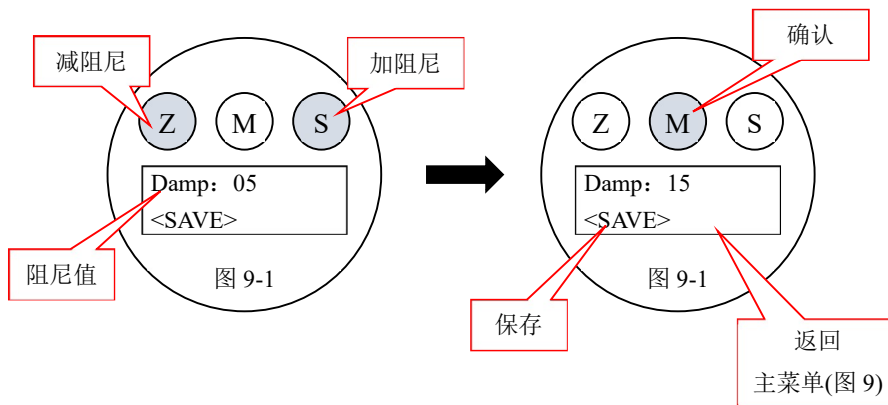 减阻尼
加阻尼
Z M S
Damp：05
<SAVE>
阻尼值
图 9-1
确认
Z M S
Damp：15
<SAVE>
图 9-1
保存
返回
主菜单(图 9)